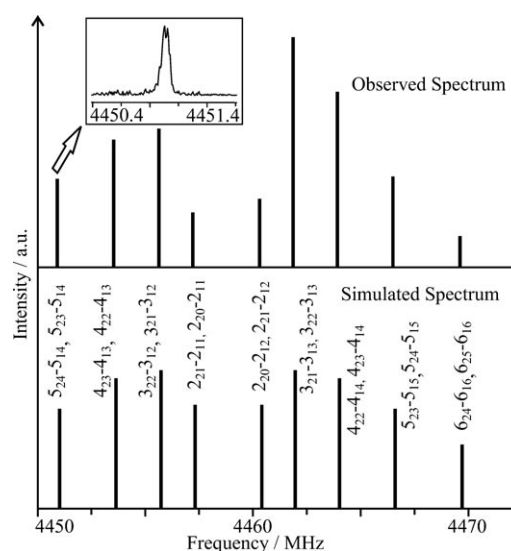 4450.4 4451.4
Observed Spectrum
Intensity / a.u.
Simulated Spectrum
5₂₄-5₁₄, 5₂₃-5₁₄
4₂₃-4₁₃, 4₂₂-4₁₃
3₂₂-3₁₂, 3₂₁-3₁₂
2₂₁-2₁₁, 2₂₀-2₁₁
2₂₀-2₁₂, 2₂₁-2₁₂
3₂₁-3₁₃, 3₂₂-3₁₃
4₂₂-4₁₄, 4₂₃-4₁₄
5₂₃-5₁₅, 5₂₄-5₁₅
6₂₄-6₁₆, 6₂₅-6₁₆
4450 4460 4470
Frequency / MHz